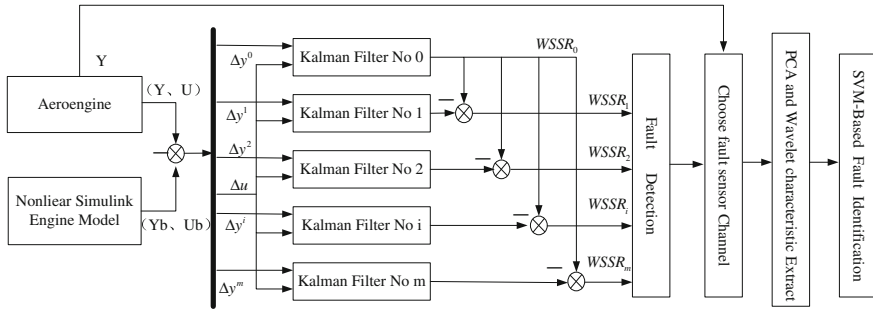 Y
Aeroengine
(Y、U)
Nonliear Simulink
Engine Model
(Yb、Ub)
Δy⁰
Δy¹
Δy²
Δu
Δyⁱ
Δyᵐ
Kalman Filter No 0
Kalman Filter No 1
Kalman Filter No 2
Kalman Filter No i
Kalman Filter No m
WSSR₀
WSSR₁
WSSR₂
WSSRᵢ
WSSRₘ
Fault Detection
Choose fault sensor
Channel
PCA and Wavelet
characteristic Extract
SVM-Based Fault Identification